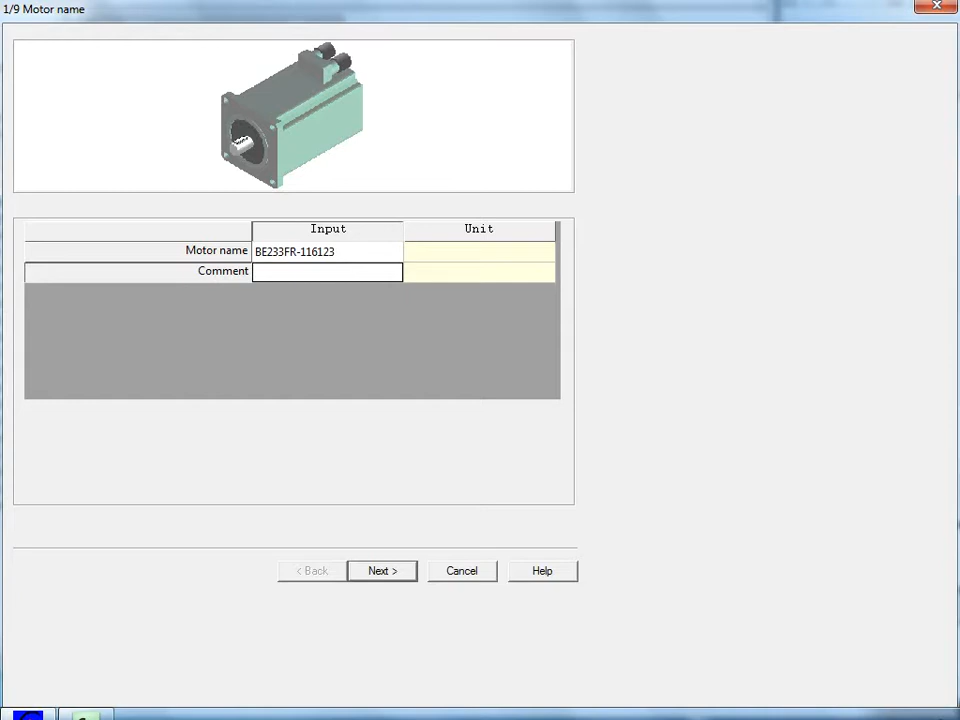 1/9 Motor name
Input Unit
Motor name BE233FR-116123
Comment
< Back Next > Cancel Help